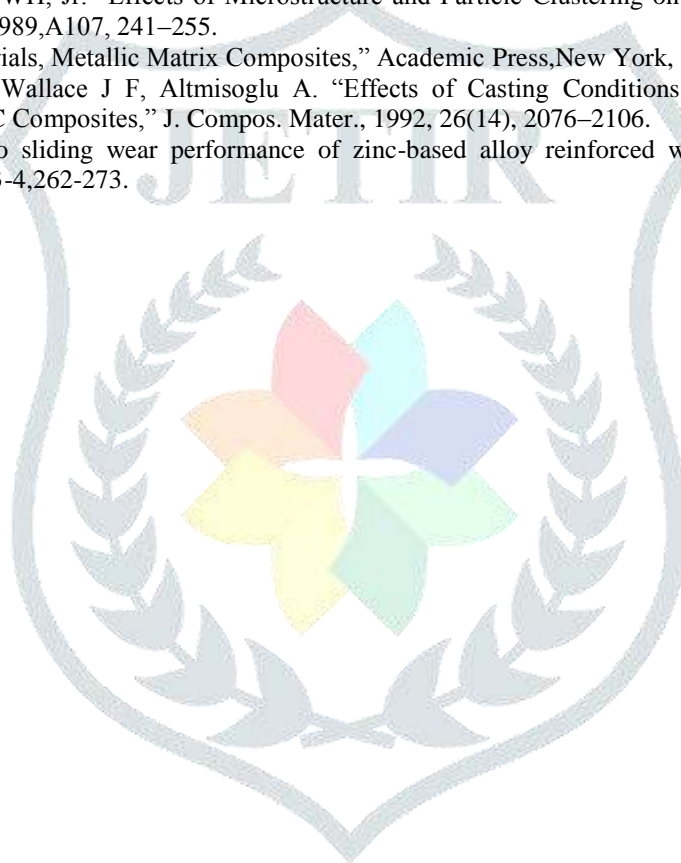 WH, Jr. “Effects of Microstructure and Particle Clustering on
989,A107, 241–255.
ials, Metallic Matrix Composites,” Academic Press,New York,
Wallace J F, Altmisoglu A. “Effects of Casting Conditions
C Composites,” J. Compos. Mater., 1992, 26(14), 2076–2106.
o sliding wear performance of zinc-based alloy reinforced w
-4,262-273.
JETIR